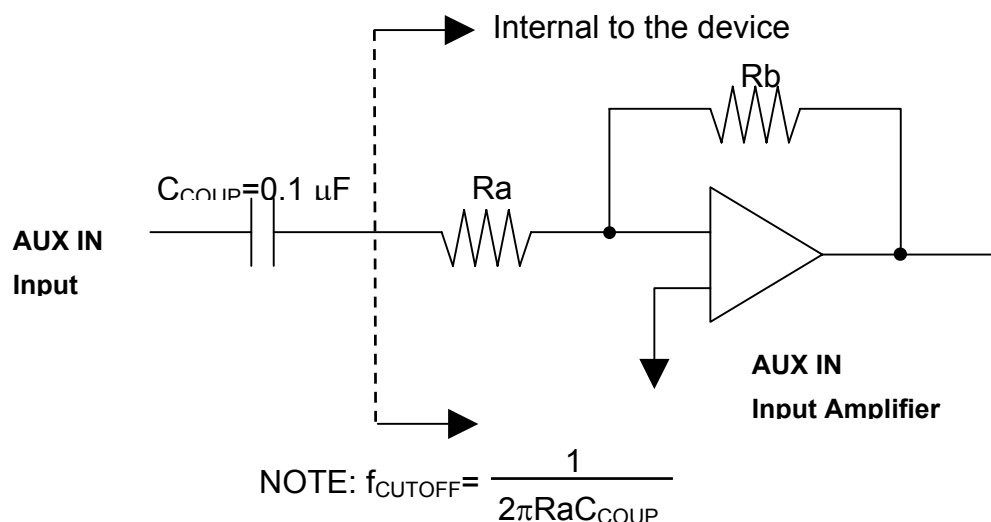 Internal to the device
Rb
C_COUP=0.1 μF
Ra
AUX IN
Input
AUX IN
Input Amplifier
NOTE: f_CUTOFF= 1
2πRaC_COUP